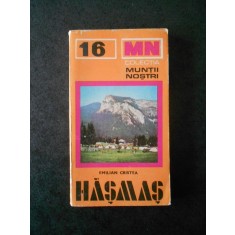 16
MN
COLECȚIA
MUNȚII
NOȘTRI
EMILIAN CRISTEA
HĂȘMAȘ